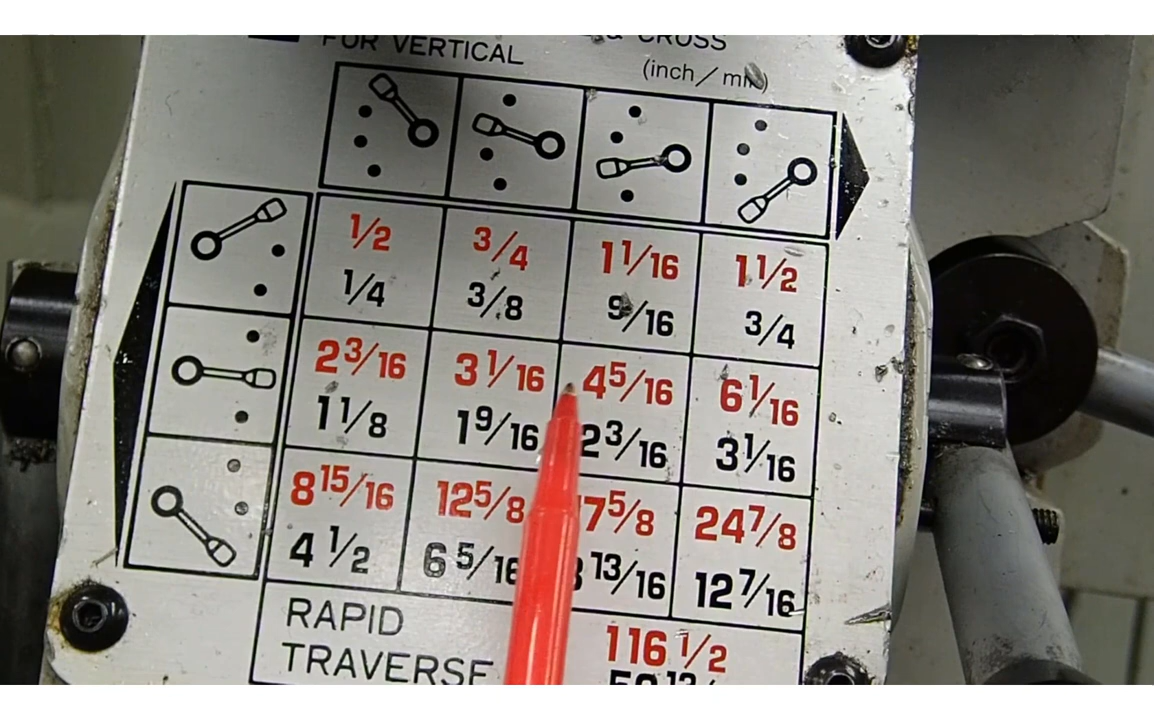 FOR VERTICAL & CROSS
(inch/min)
1/2 3/4 1 1/16 1 1/2
1/4 3/8 9/16 3/4
2 3/16 3 1/16 4 5/16 6 1/16
1 1/8 1 9/16 2 3/16 3 1/16
8 15/16 12 5/8 7 5/8 24 7/8
4 1/2 6 5/16 13/16 12 7/16
RAPID
TRAVERSE
116 1/2